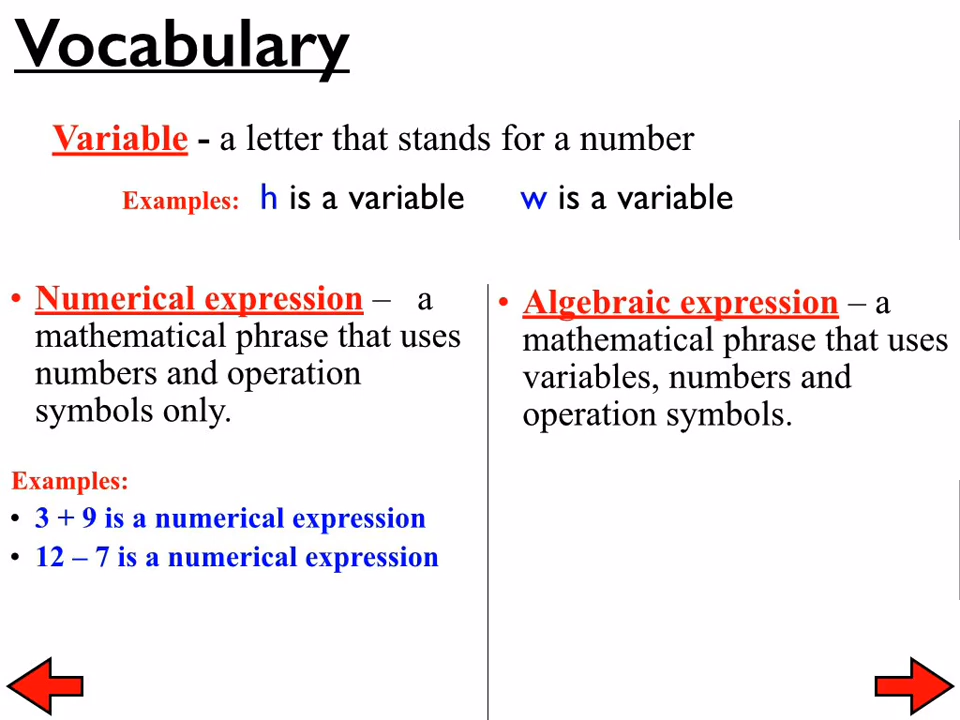 Vocabulary
Variable - a letter that stands for a number
Examples: h is a variable w is a variable
• Numerical expression – a
mathematical phrase that uses
numbers and operation
symbols only.
Examples:
• 3 + 9 is a numerical expression
• 12 – 7 is a numerical expression
• Algebraic expression – a
mathematical phrase that uses
variables, numbers and
operation symbols.